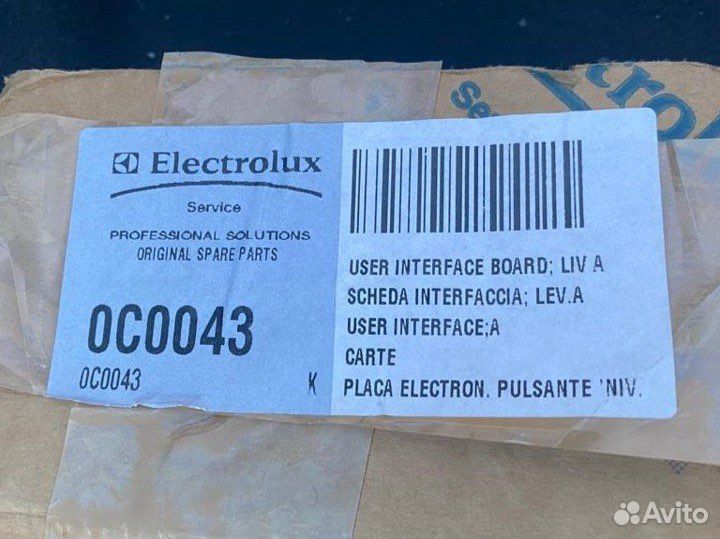 Electrolux
Service
PROFESSIONAL SOLUTIONS
ORIGINAL SPARE PARTS
0C0043
0C0043 K
USER INTERFACE BOARD; LIV A
SCHEDA INTERFACCIA; LEV.A
USER INTERFACE;A
CARTE
PLACA ELECTRON. PULSANTE 'NIV.
Avito